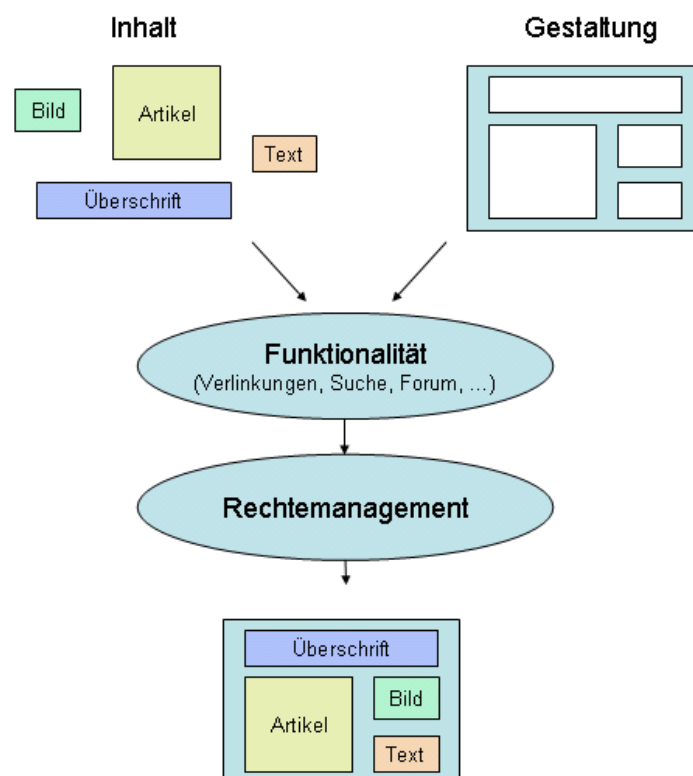 Inhalt
Gestaltung
Bild
Artikel
Text
Überschrift
Funktionalität
(Verlinkungen, Suche, Forum, ...)
Rechtemanagement
Überschrift
Artikel
Bild
Text